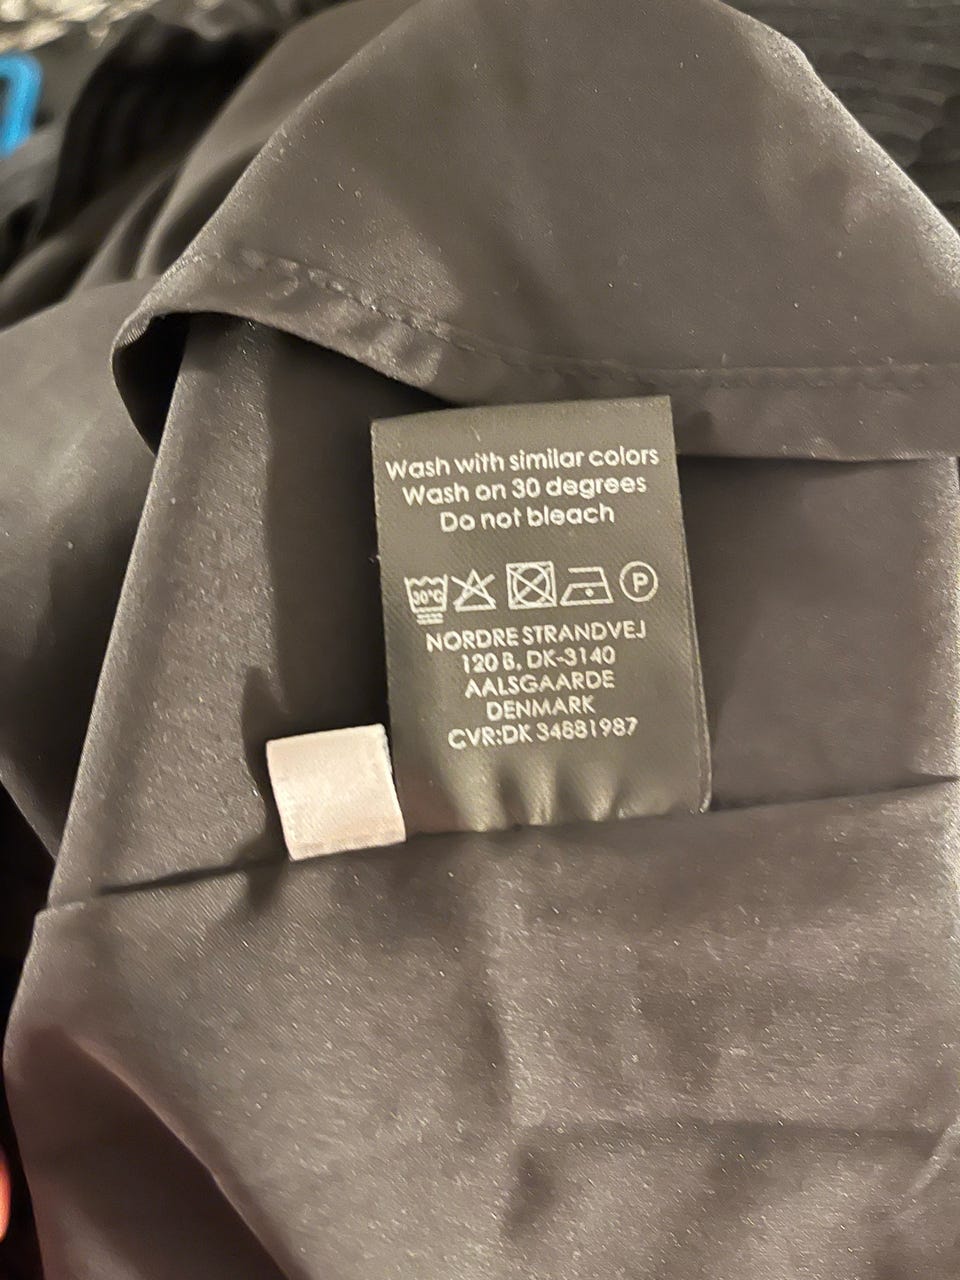 Wash with similar colors
Wash on 30 degrees
Do not bleach
30°C P
NORDRE STRANDVEJ
120 B, DK-3140
AALSGAARDE
DENMARK
CVR:DK 34881987